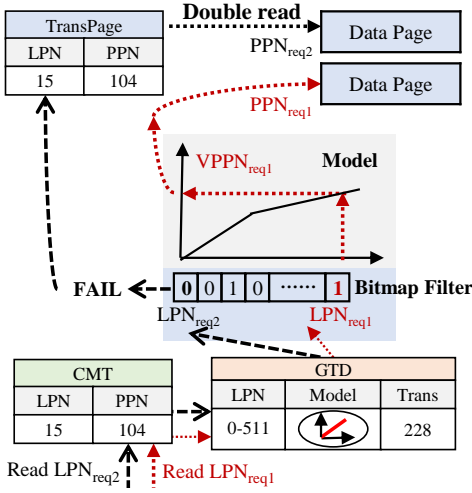 TransPage
LPN PPN
15 104
Double read
PPNreq2
Data Page
Data Page
PPNreq1
Model
VPPNreq1
FAIL
0 0 1 0 ...... 1
Bitmap Filter
LPNreq2
LPNreq1
CMT
LPN PPN
15 104
GTD
LPN Model Trans
0-511 228
Read LPNreq2
Read LPNreq1